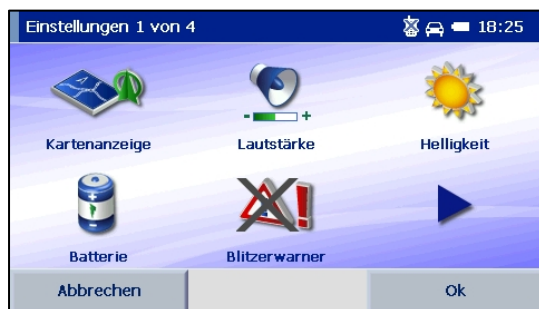 Einstellungen 1 von 4 18:25
Kartenanzeige Lautstärke Helligkeit
Batterie Blitzerwarner
Abbrechen Ok